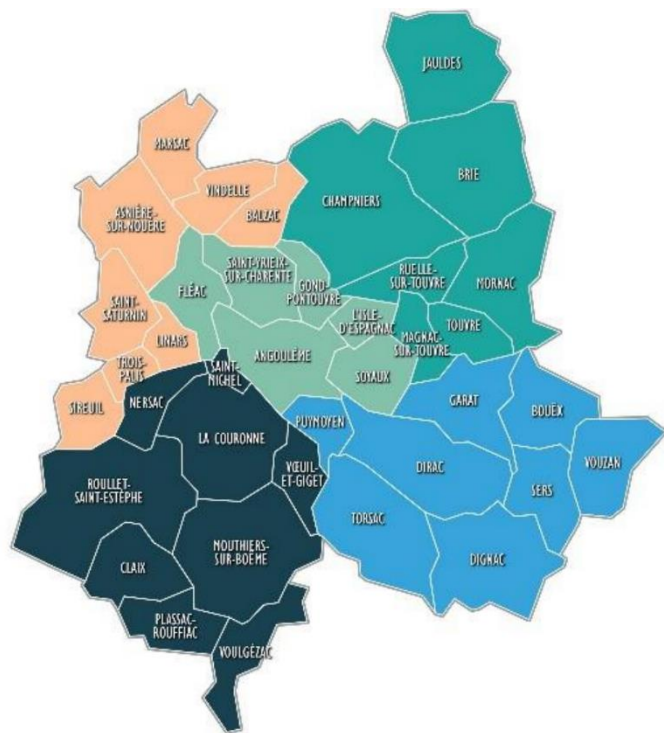 JAULDES
MARSAC
BRIE
VINDELLE
CHAMPNIERS
ASNIÈRE-
SUR-NOUÈRE
BALZAC
SAINT-YRIEIX-
SUR-CHARENTE
RUELLE-
SUR-TOUVRE
MORNAC
FLÉAC
GOND-
PONTOUVRE
SAINT-
SATURNIN
L'ISLE-
D'ESPAGNAC
TOUVRE
MAGNAC-
SUR-TOUVRE
LINARS
ANGOULÊME
TROIS-
PALIS
SAINT-
MICHEL
SOYAUX
SIREUIL
NERSAC
GARAT
BOUËX
PUYMOYEN
LA COURONNE
VOUZAN
DIRAC
VŒUIL-
ET-GIGET
ROULLET-
SAINT-ESTÈPHE
SERS
TORSAC
MOUTHIERS-
SUR-BOËME
DIGNAC
CLAIX
PLASSAC-
ROUFFIAC
VOULGÉZAC